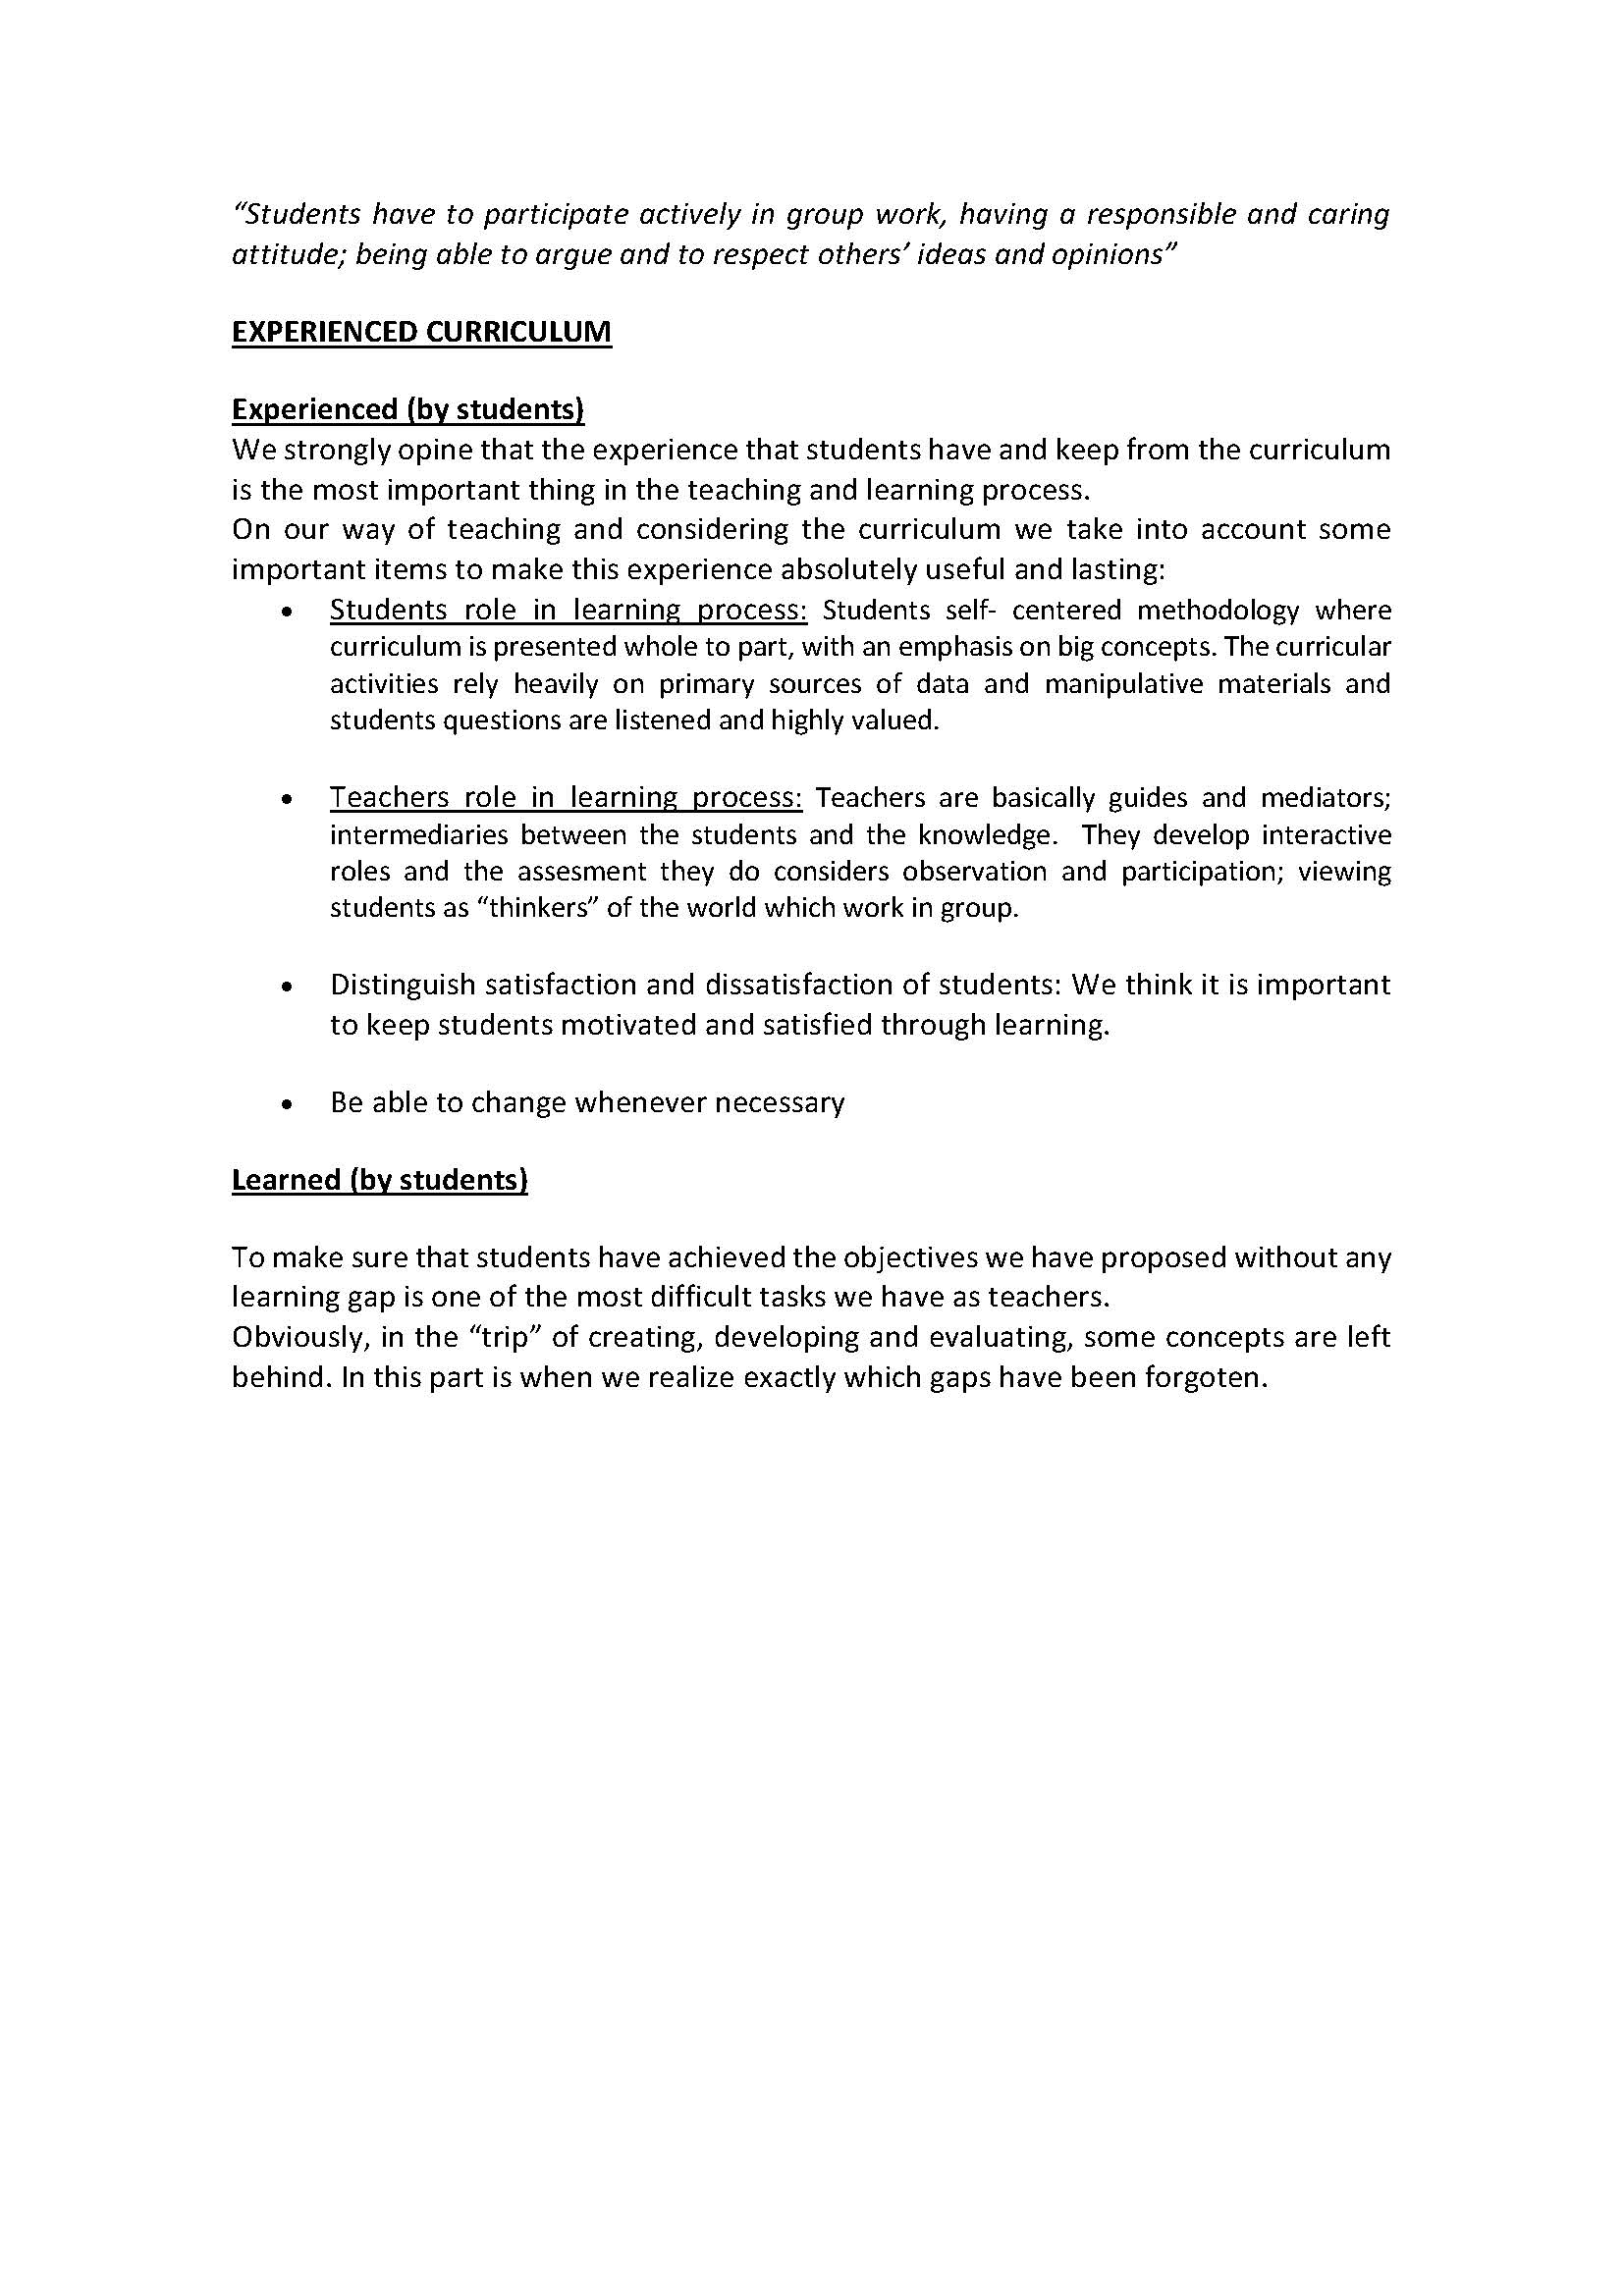 “Students have to participate actively in group work, having a responsible and caring
attitude; being able to argue and to respect others’ ideas and opinions”
EXPERIENCED CURRICULUM
Experienced (by students)
We strongly opine that the experience that students have and keep from the curriculum
is the most important thing in the teaching and learning process.
On our way of teaching and considering the curriculum we take into account some
important items to make this experience absolutely useful and lasting:
• Students role in learning process: Students self- centered methodology where
curriculum is presented whole to part, with an emphasis on big concepts. The curricular
activities rely heavily on primary sources of data and manipulative materials and
students questions are listened and highly valued.
• Teachers role in learning process: Teachers are basically guides and mediators;
intermediaries between the students and the knowledge. They develop interactive
roles and the assesment they do considers observation and participation; viewing
students as “thinkers” of the world which work in group.
• Distinguish satisfaction and dissatisfaction of students: We think it is important
to keep students motivated and satisfied through learning.
• Be able to change whenever necessary
Learned (by students)
To make sure that students have achieved the objectives we have proposed without any
learning gap is one of the most difficult tasks we have as teachers.
Obviously, in the “trip” of creating, developing and evaluating, some concepts are left
behind. In this part is when we realize exactly which gaps have been forgoten.